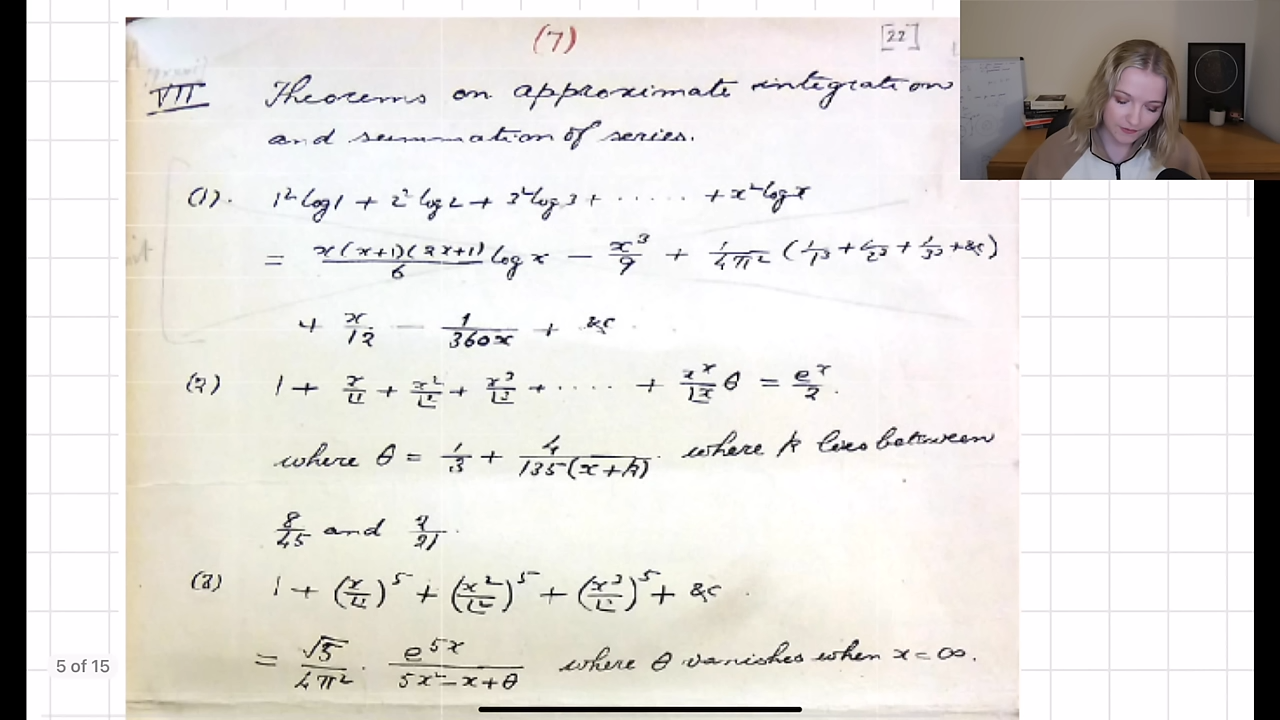 (7)
[22]
VII Theorems on approximate integration
and summation of series.
(1). 1² log 1 + 2² log 2 + 3² log 3 + ...... + x² log x
= x(x+1)(2x+1)/6 log x − x³/9 + 1/4π² (1/1³ + 1/2³ + 1/3³ + &c)
+ x/12 − 1/360x + &c.
(2) 1 + x/|1 + x²/|2 + x³/|3 + ..... + xˣ/|x θ = eˣ/2.
where θ = 1/3 + 4/135(x+k). where k lies between
8/45 and 2/21.
(3) 1 + (x/|1)⁵ + (x²/|2)⁵ + (x³/|3)⁵ + &c.
= √5/4π² . e⁵ˣ/5x²−x+θ where θ vanishes when x = ∞.
5 of 15